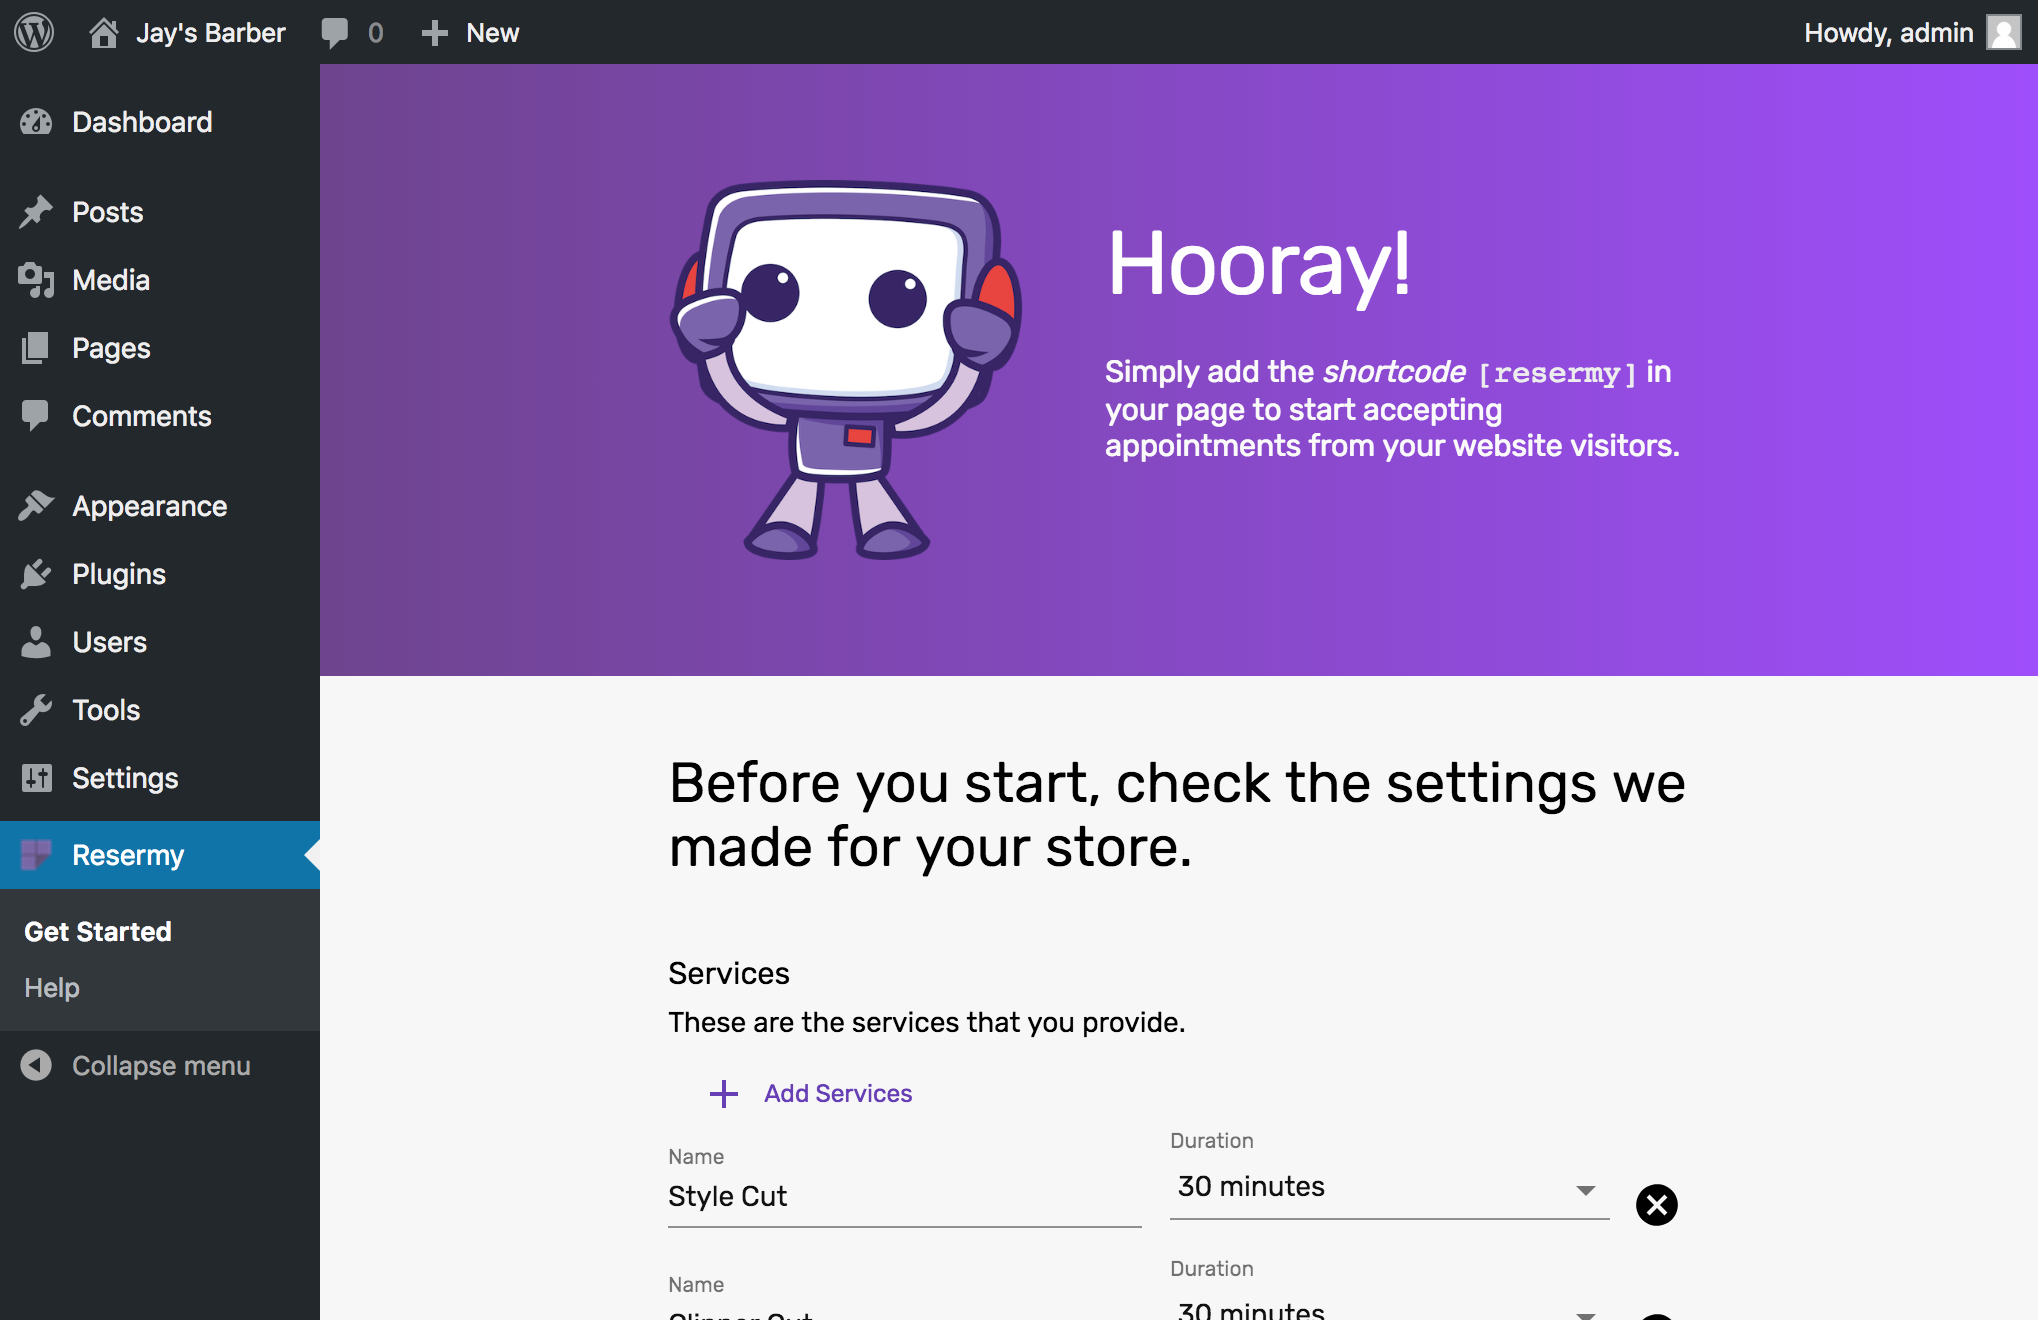 Jay's Barber
0
New
Howdy, admin
Dashboard
Posts
Media
Pages
Comments
Appearance
Plugins
Users
Tools
Settings
Resermy
Get Started
Help
Collapse menu
Hooray!
Simply add the shortcode [resermy] in
your page to start accepting
appointments from your website visitors.
Before you start, check the settings we
made for your store.
Services
These are the services that you provide.
Add Services
Name
Style Cut
Duration
30 minutes
Name
Clipper Cut
Duration
30 minutes